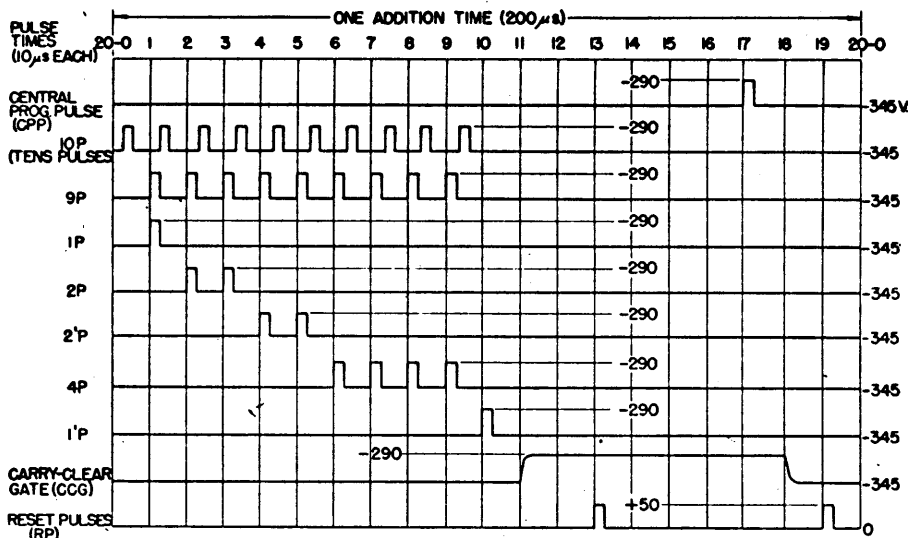 ONE ADDITION TIME (200μs)
PULSE
TIMES
(10μs EACH)
20-0 1 2 3 4 5 6 7 8 9 10 11 12 13 14 15 16 17 18 19 20-0
CENTRAL
PROG. PULSE
(CPP)
-290
-345V.
10P
(TENS PULSES
-290
-345
9P
-290
-345
1P
-290
-345
2P
-290
-345
2'P
-290
-345
4P
-290
-345
1'P
-290
-345
CARRY-CLEAR
GATE (CCG)
-290
-345
RESET PULSES
(RP)
+50
0